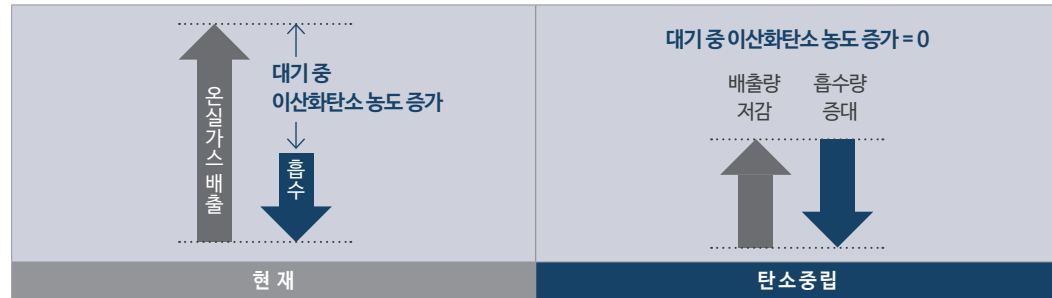 온실가스 배출
대기 중
이산화탄소 농도 증가
흡수
현 재
대기 중 이산화탄소 농도 증가 = 0
배출량
저감
흡수량
증대
탄소중립